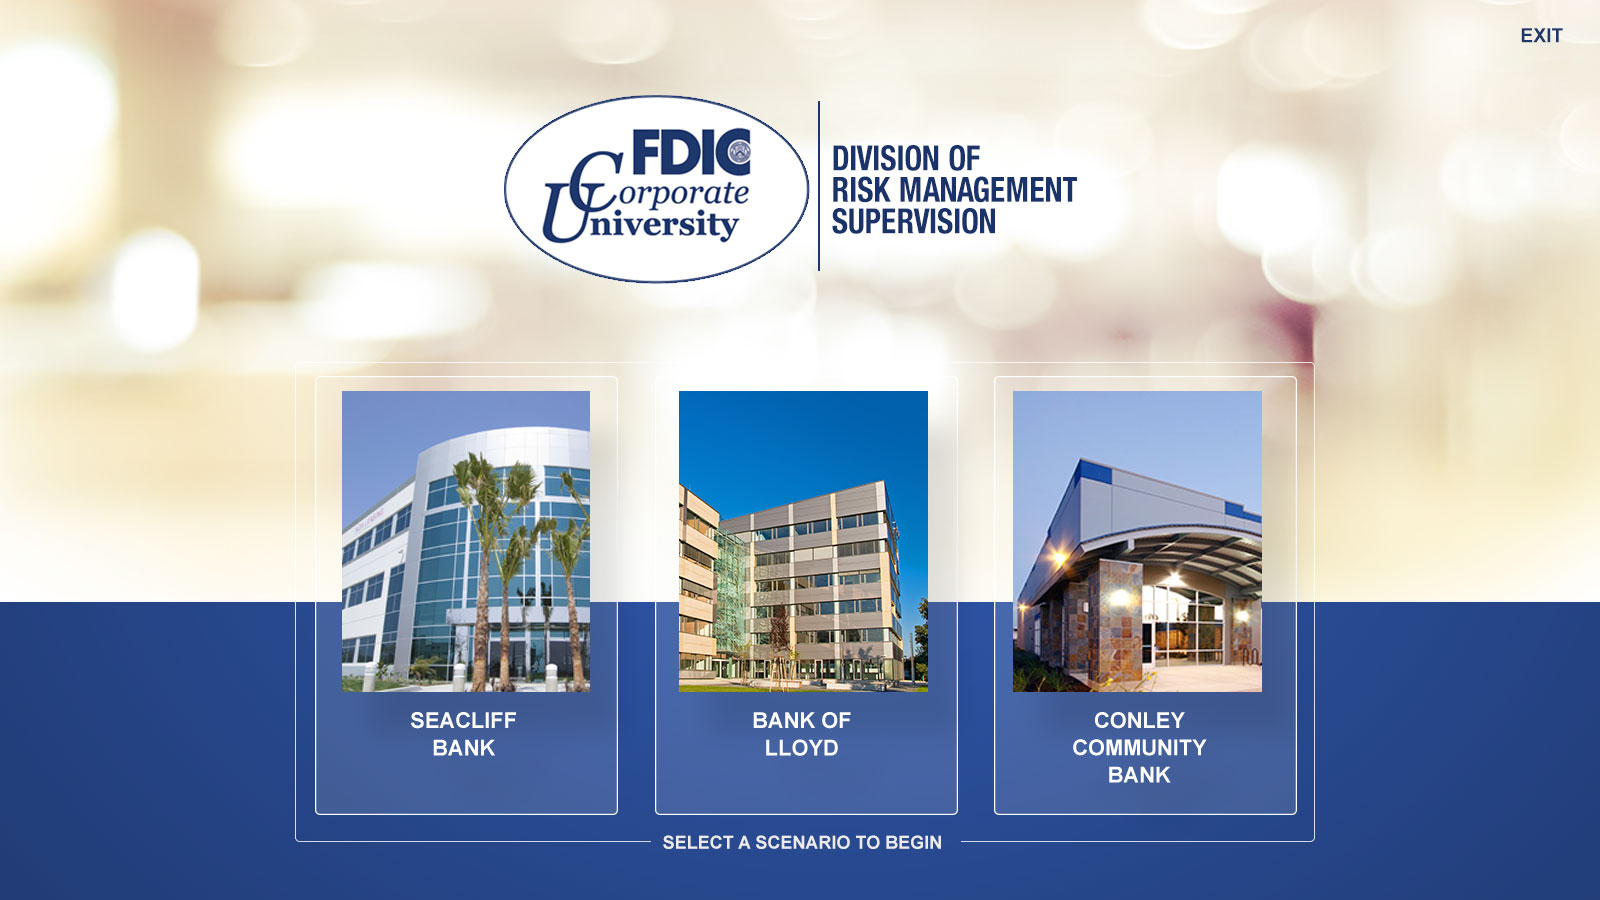 EXIT
FDIC
Corporate
University
DIVISION OF
RISK MANAGEMENT
SUPERVISION
SEACLIFF
BANK
BANK OF
LLOYD
CONLEY
COMMUNITY
BANK
SELECT A SCENARIO TO BEGIN